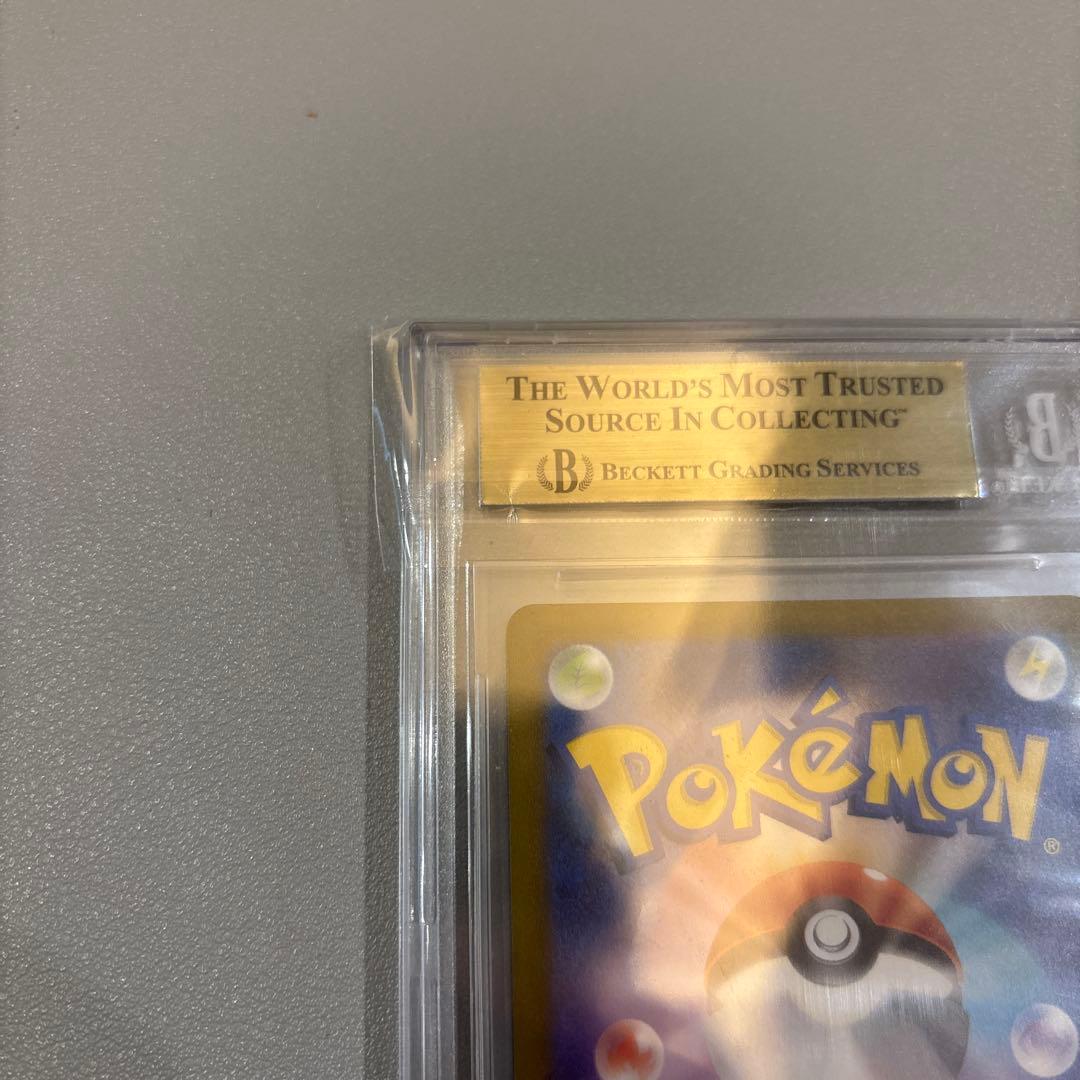 THE WORLD'S MOST TRUSTED
SOURCE IN COLLECTING™
B BECKETT GRADING SERVICES
B
POKÉMON
®